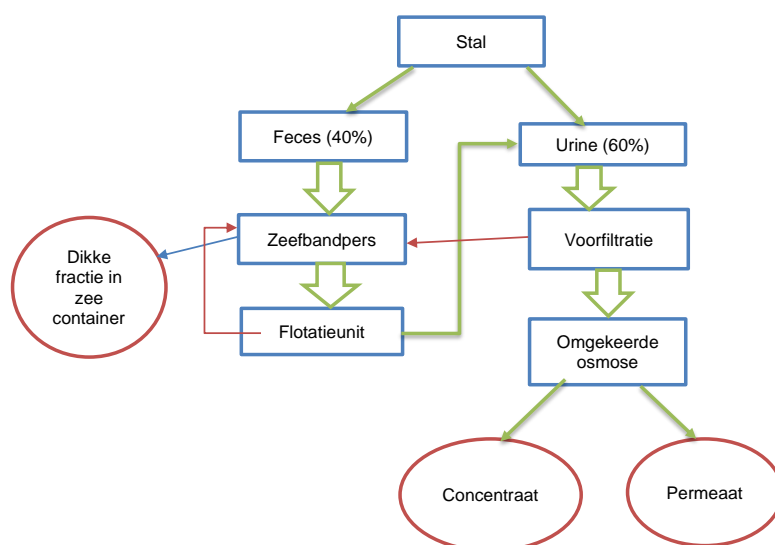 Stal
Feces (40%)
Urine (60%)
Zeefbandpers
Voorfiltratie
Dikke
fractie in
zee
container
Flotatieunit
Omgekeerde
osmose
Concentraat
Permeaat